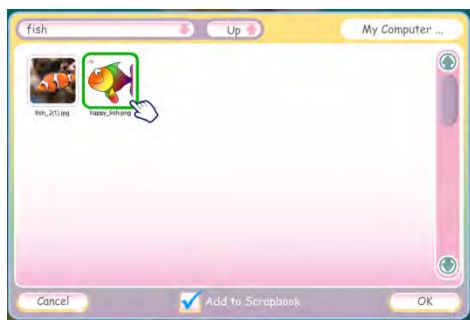 fish Up My Computer ...
fish_2(1).jpg happy_fish.png
Cancel Add to Scrapbook OK